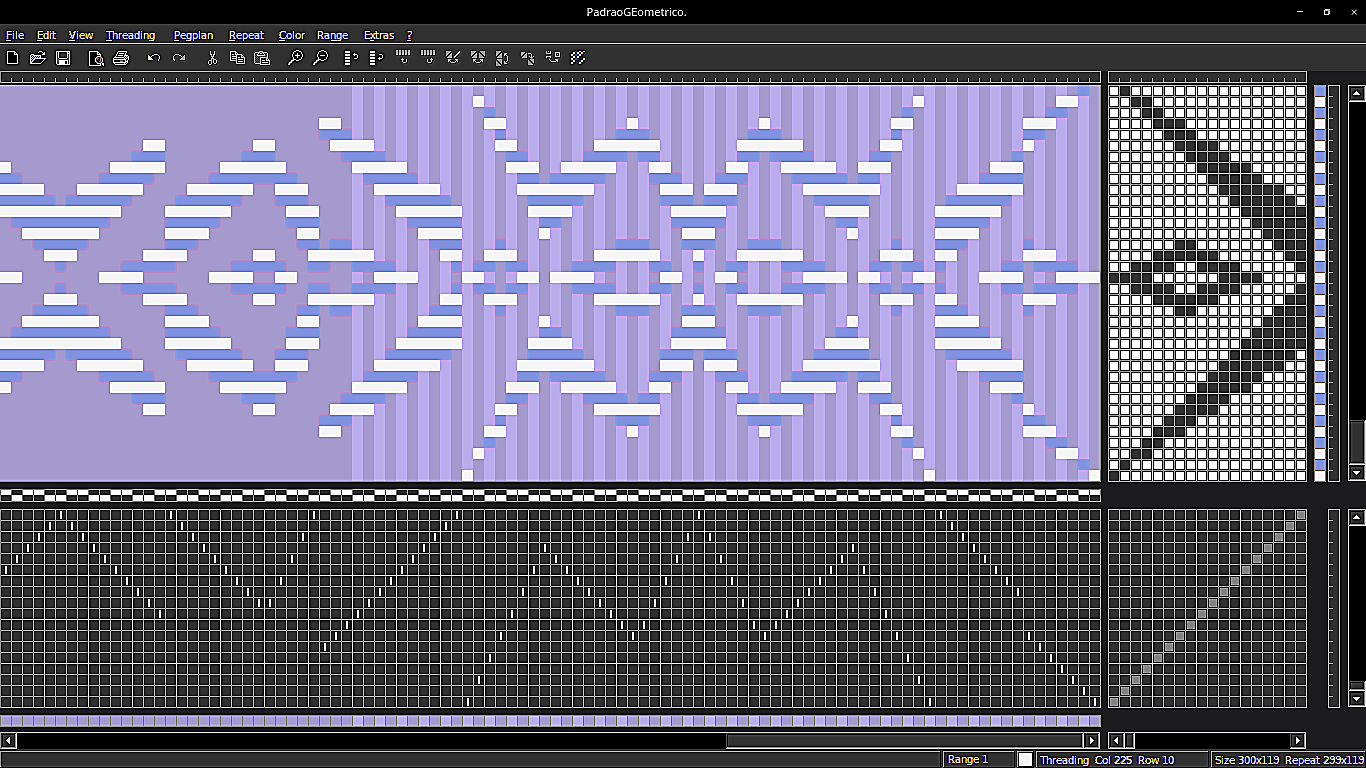 PadraoGEometrico.
File Edit View Threading Pegplan Repeat Color Range Extras ?
Range 1 Threading Col 225 Row 10 Size 300x119 Repeat 299x119